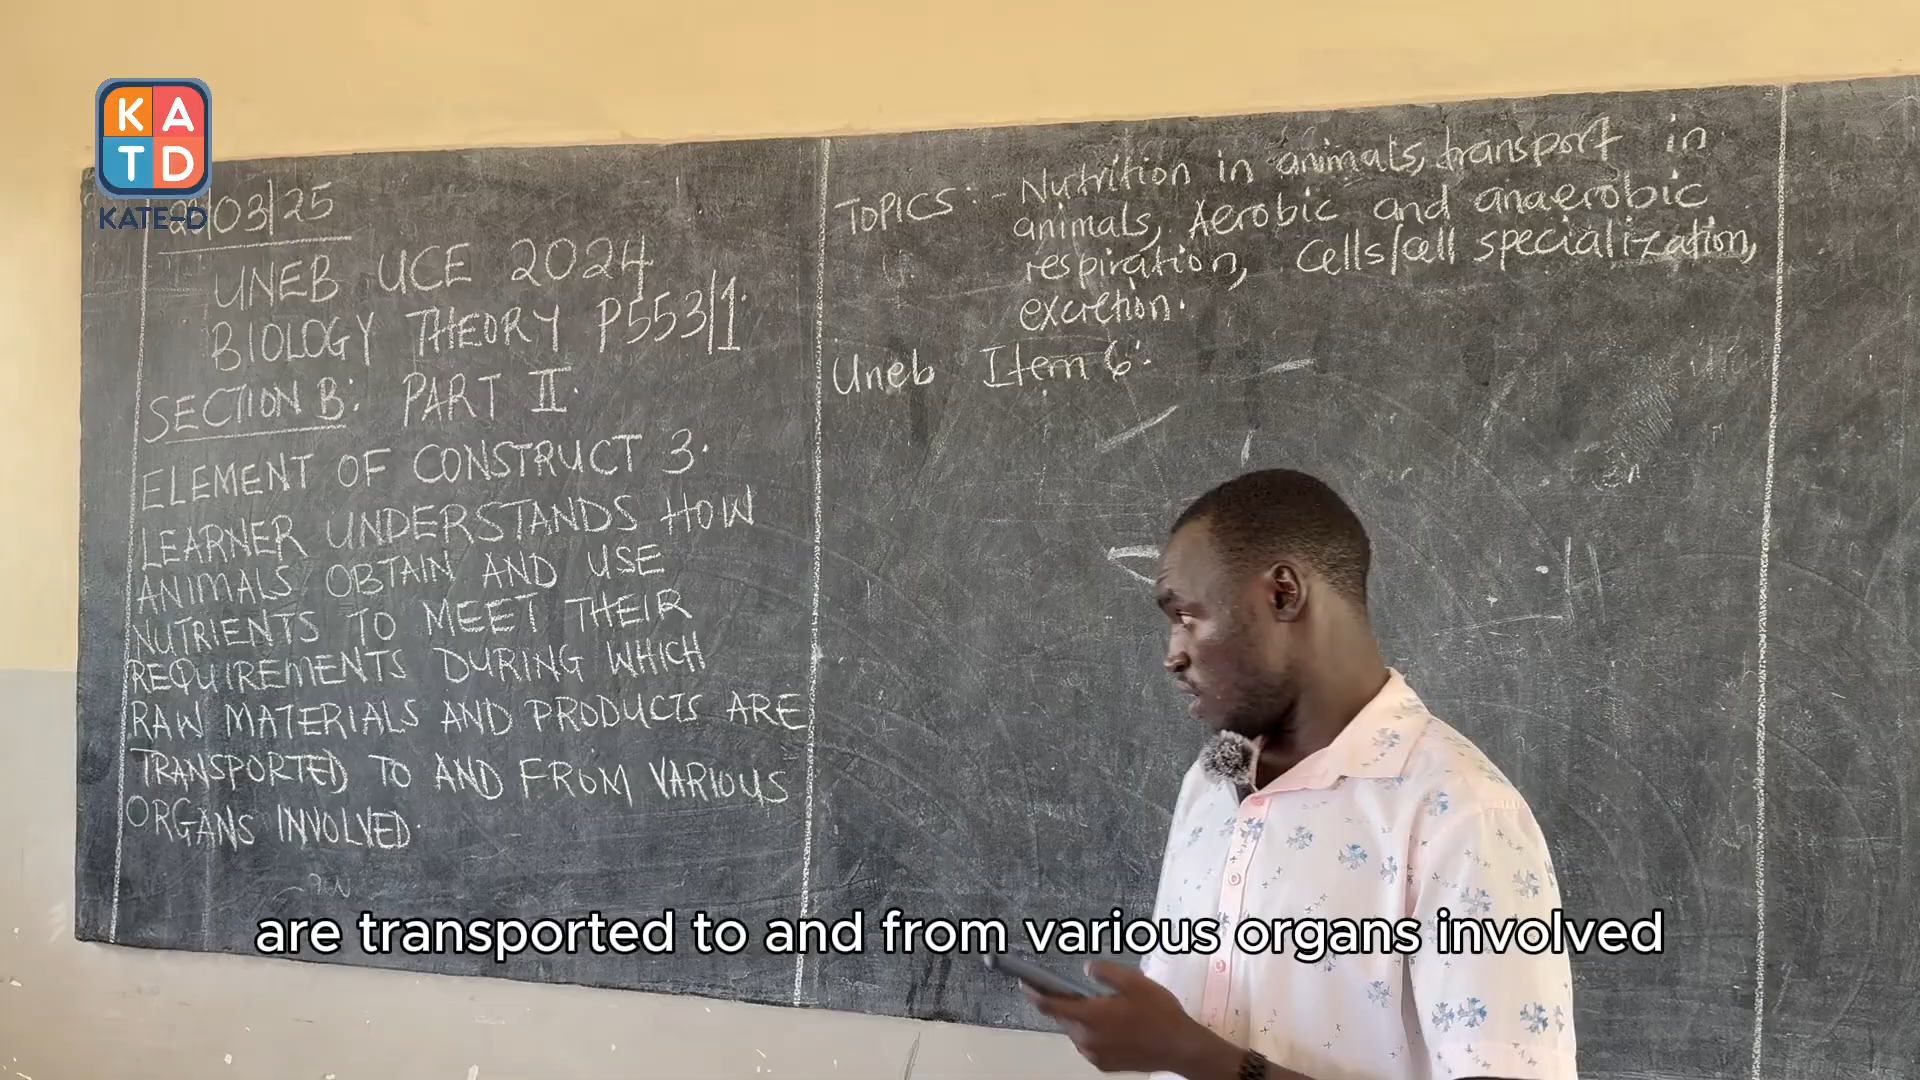 KATD
KATE-D
23/03/25
UNEB UCE 2024
BIOLOGY THEORY P553/1.
SECTION B: PART II.
ELEMENT OF CONSTRUCT 3.
LEARNER UNDERSTANDS HOW
ANIMALS OBTAIN AND USE
NUTRIENTS TO MEET THEIR
REQUIREMENTS DURING WHICH
RAW MATERIALS AND PRODUCTS ARE
TRANSPORTED TO AND FROM VARIOUS
ORGANS INVOLVED.
TOPICS:- Nutrition in animals, transport in
animals, Aerobic and anaerobic
respiration, Cells/cell specialization,
excretion.
Uneb Item 6:
are transported to and from various organs involved